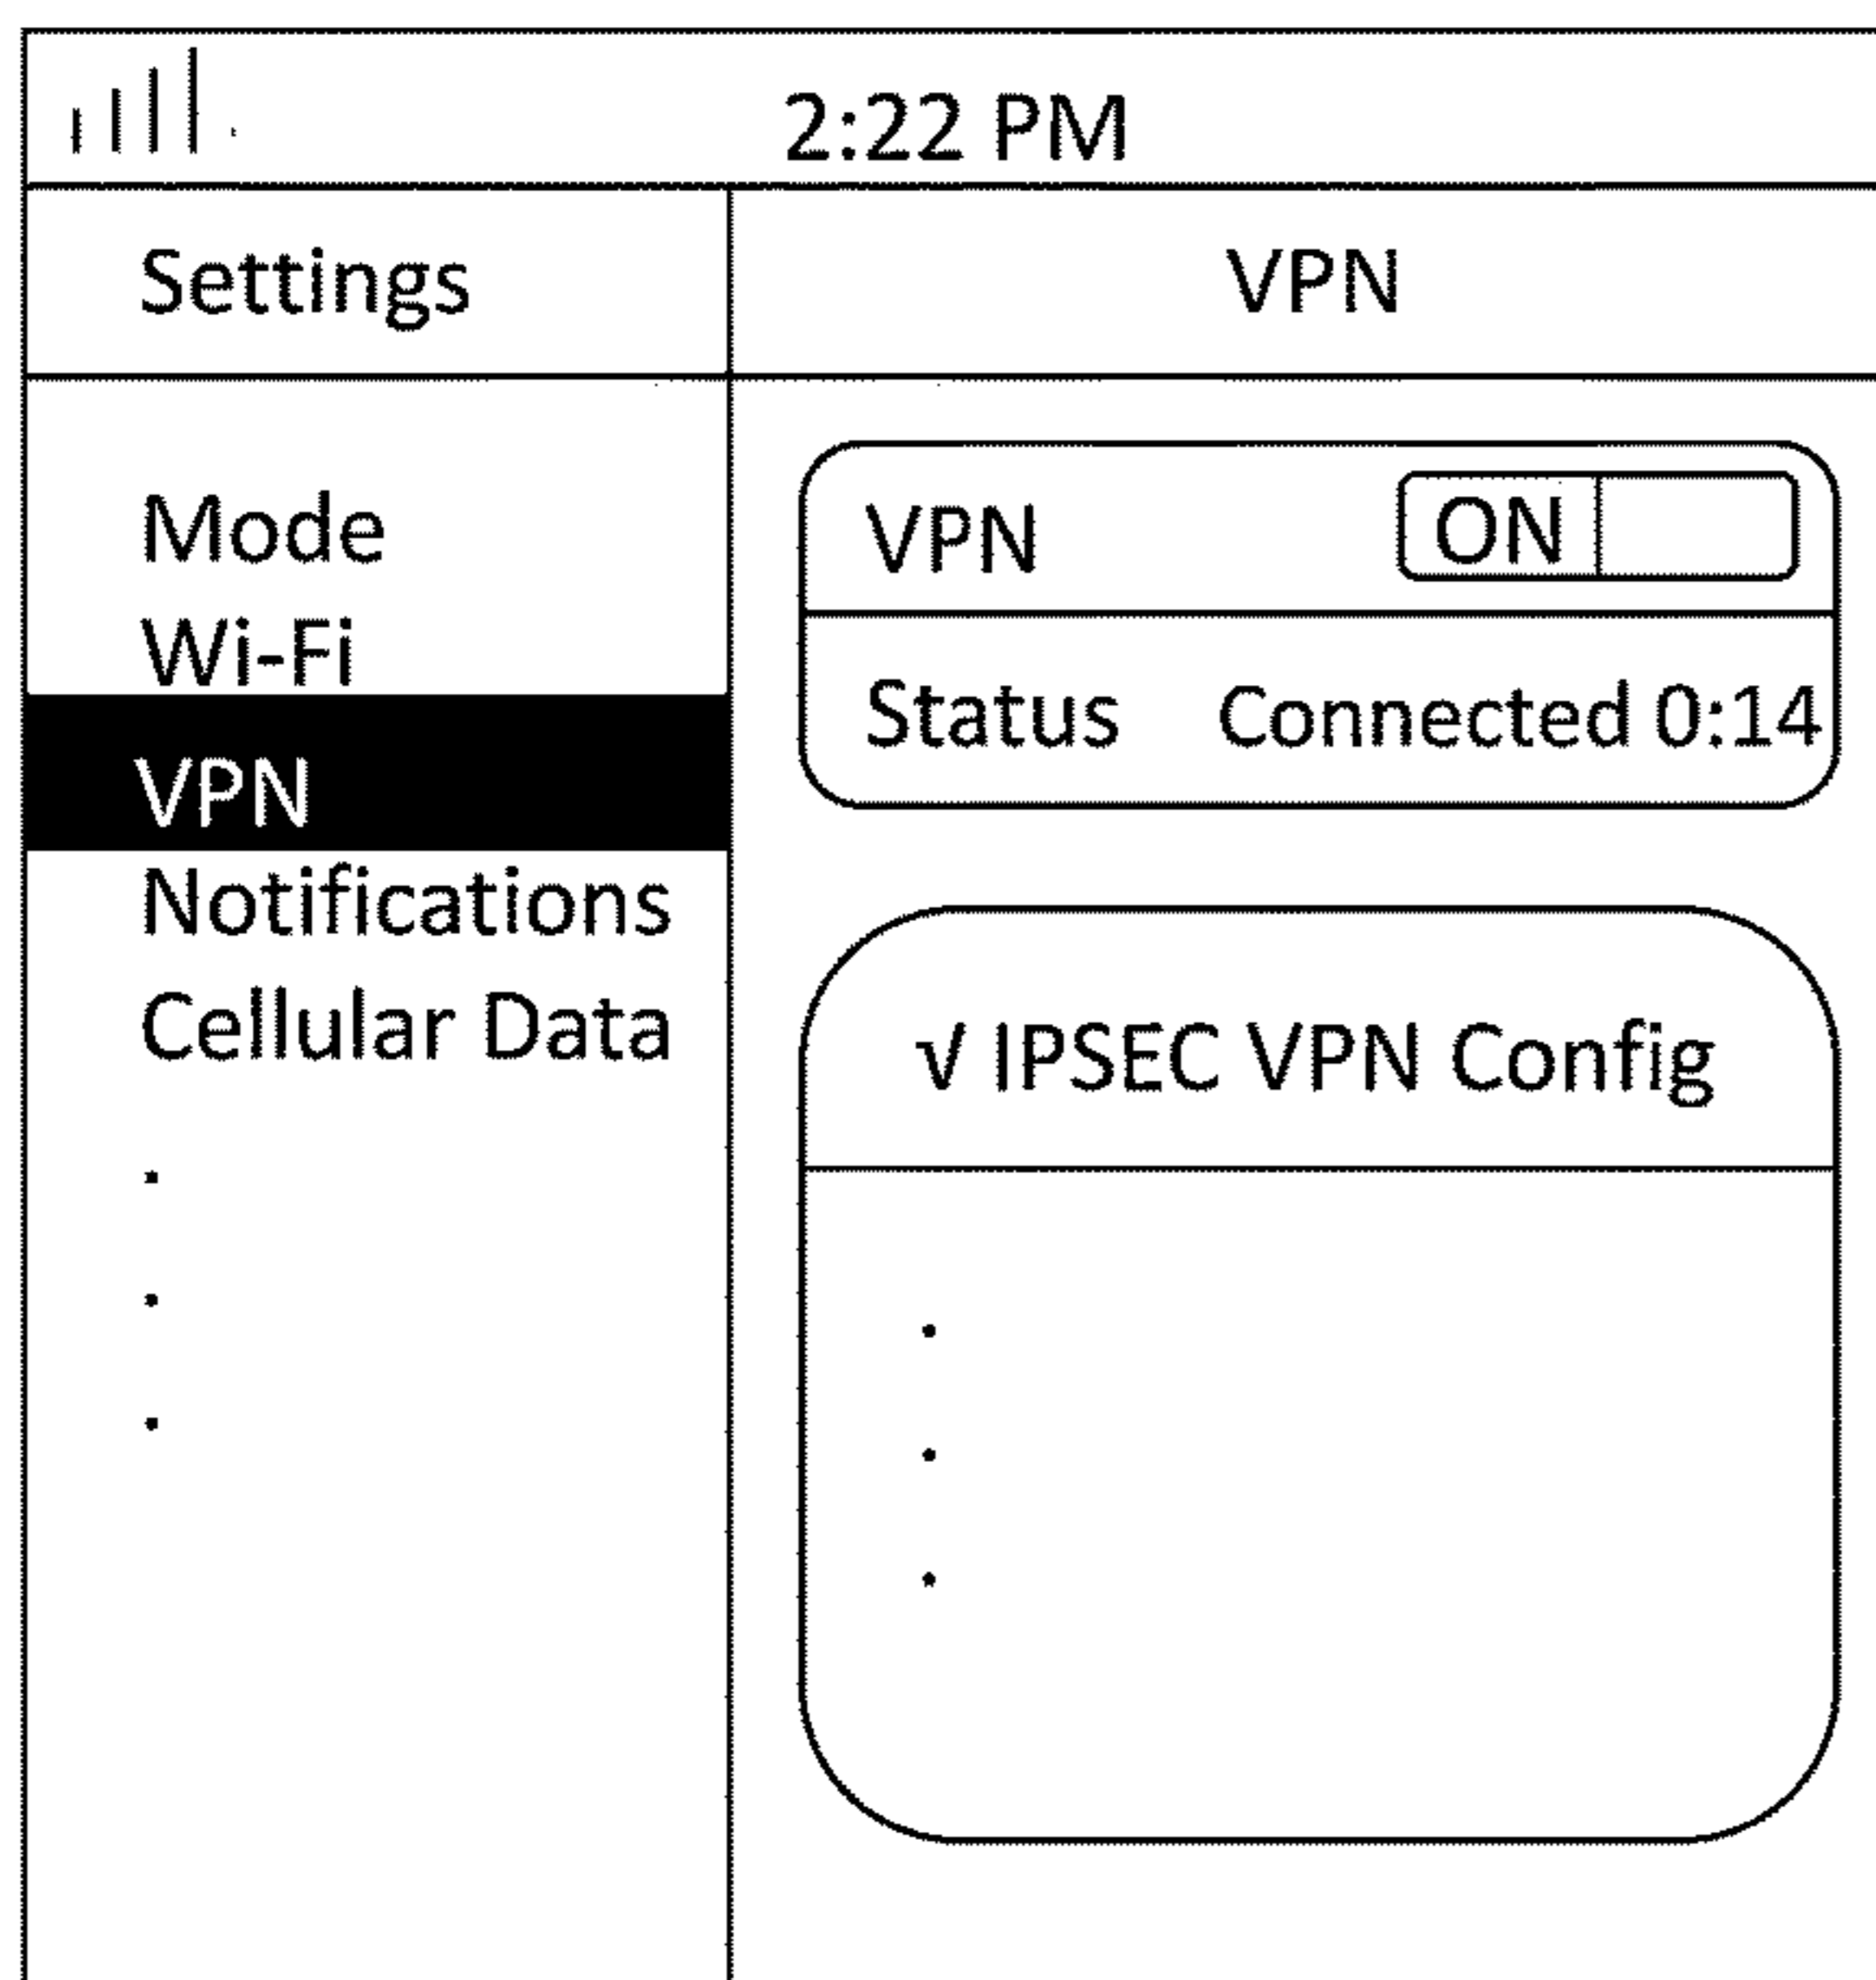 2:22 PM
Settings
VPN
Mode
Wi-Fi
VPN
Notifications
Cellular Data
VPN ON
Status Connected 0:14
√ IPSEC VPN Config